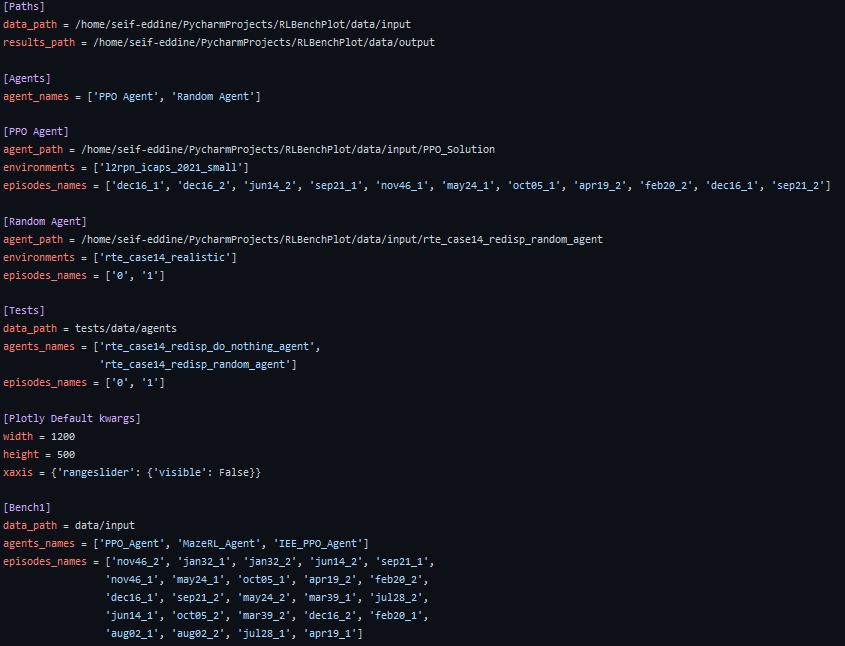 [Paths]
data_path = /home/seif-eddine/PycharmProjects/RLBenchPlot/data/input
results_path = /home/seif-eddine/PycharmProjects/RLBenchPlot/data/output
[Agents]
agent_names = ['PPO Agent', 'Random Agent']
[PPO Agent]
agent_path = /home/seif-eddine/PycharmProjects/RLBenchPlot/data/input/PPO_Solution
environments = ['l2rpn_icaps_2021_small']
episodes_names = ['dec16_1', 'dec16_2', 'jun14_2', 'sep21_1', 'nov46_1', 'may24_1', 'oct05_1', 'apr19_2', 'feb20_2', 'dec16_1', 'sep21_2']
[Random Agent]
agent_path = /home/seif-eddine/PycharmProjects/RLBenchPlot/data/input/rte_case14_redisp_random_agent
environments = ['rte_case14_realistic']
episodes_names = ['0', '1']
[Tests]
data_path = tests/data/agents
agents_names = ['rte_case14_redisp_do_nothing_agent',
'rte_case14_redisp_random_agent']
episodes_names = ['0', '1']
[Plotly Default kwargs]
width = 1200
height = 500
xaxis = {'rangeslider': {'visible': False}}
[Bench1]
data_path = data/input
agents_names = ['PPO_Agent', 'MazeRL_Agent', 'IEE_PPO_Agent']
episodes_names = ['nov46_2', 'jan32_1', 'jan32_2', 'jun14_2', 'sep21_1',
'nov46_1', 'may24_1', 'oct05_1', 'apr19_2', 'feb20_2',
'dec16_1', 'sep21_2', 'may24_2', 'mar39_1', 'jul28_2',
'jun14_1', 'oct05_2', 'mar39_2', 'dec16_2', 'feb20_1',
'aug02_1', 'aug02_2', 'jul28_1', 'apr19_1']